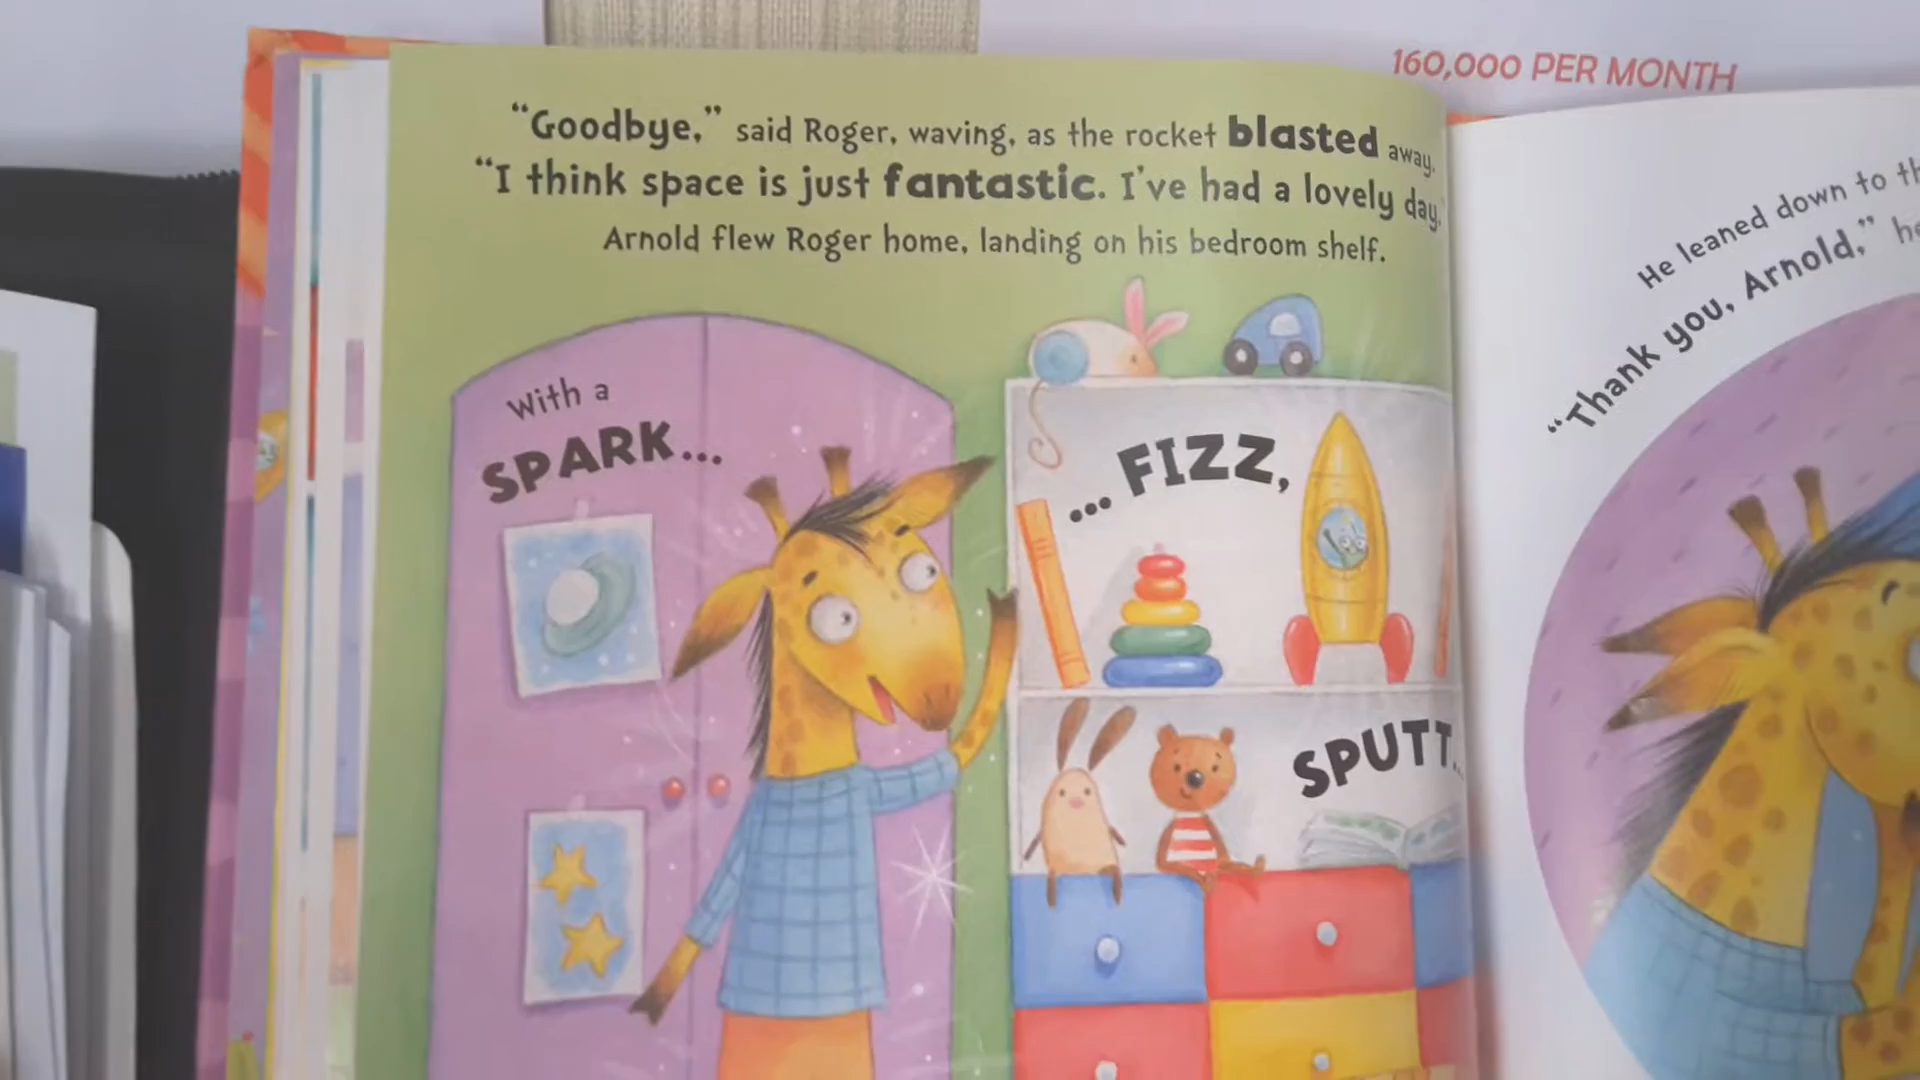 160,000 PER MONTH
“Goodbye,” said Roger, waving, as the rocket blasted away.
“I think space is just fantastic. I've had a lovely day.
Arnold flew Roger home, landing on his bedroom shelf.
With a
SPARK...
... FIZZ,
SPUTT..
He leaned down to th
“Thank you, Arnold,” he